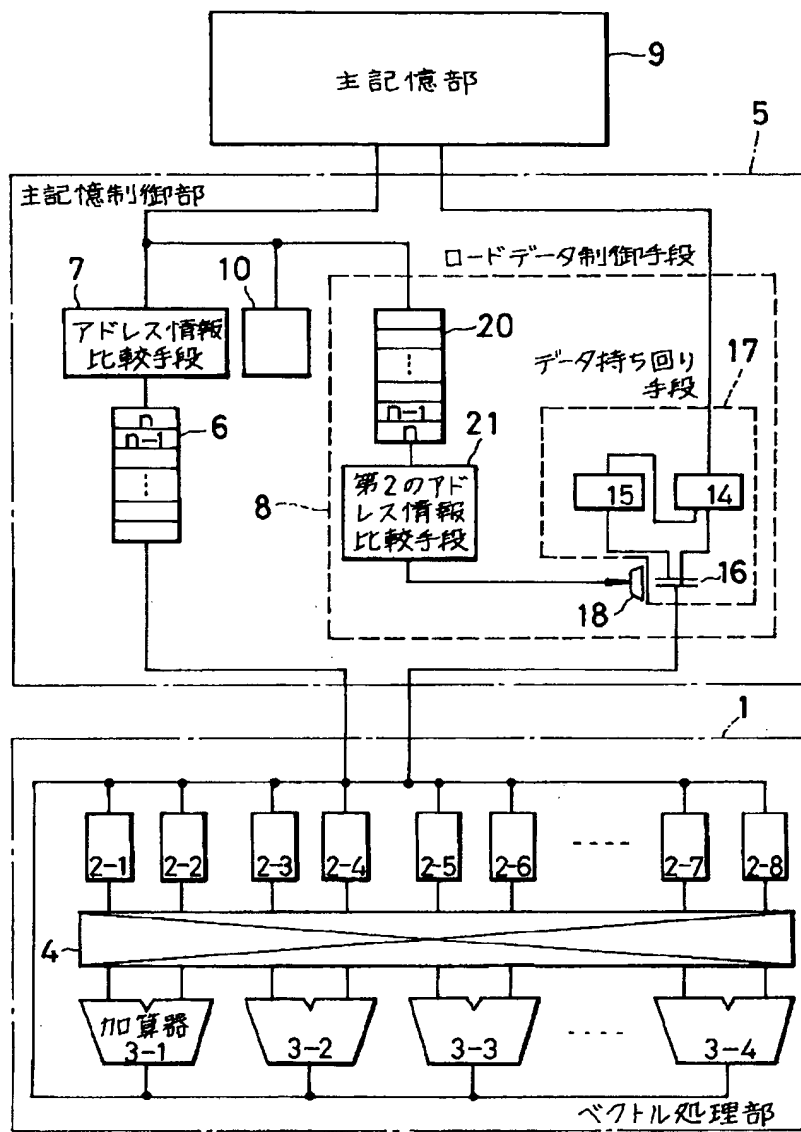 主記憶部
9
5
主記憶制御部
ロードデータ制御手段
7
10
アドレス情報
比較手段
20
データ持ち回り
手段
17
n
n-1
6
n-1
n
21
8
第2のアド
レス情報
比較手段
15
14
16
18
1
2-1
2-2
2-3
2-4
2-5
2-6
2-7
2-8
4
加算器
3-1
3-2
3-3
3-4
ベクトル処理部